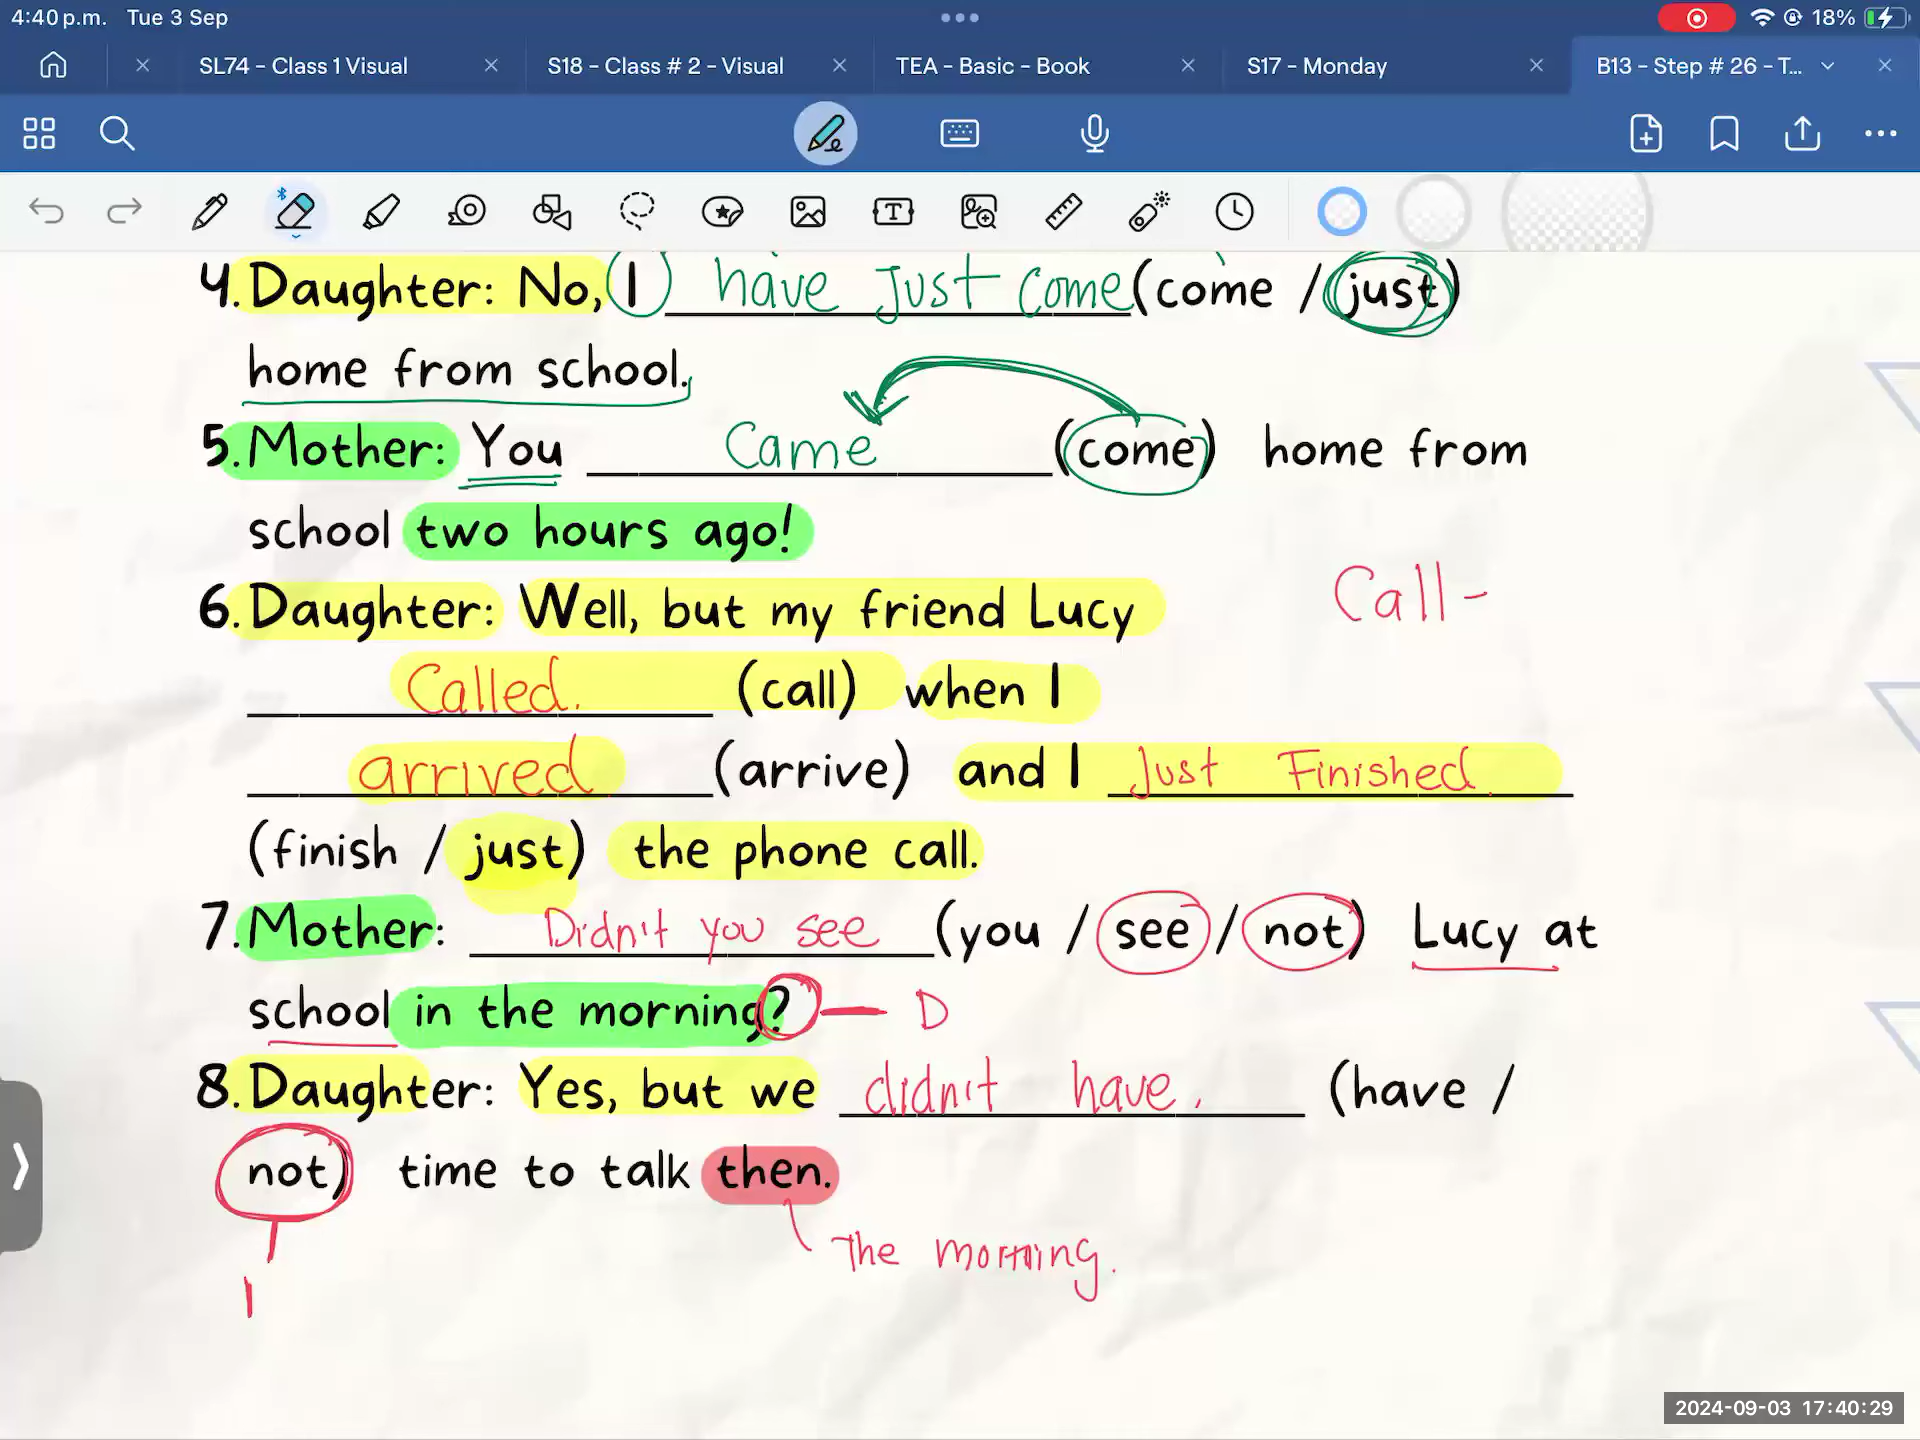 4:40 p.m. Tue 3 Sep 18%
SL74 - Class 1 Visual S18 - Class # 2 - Visual TEA - Basic - Book S17 - Monday B13 - Step # 26 - T...
4. Daughter: No, I have just come (come / just)
home from school.
5. Mother: You came (come) home from
school two hours ago!
6. Daughter: Well, but my friend Lucy
Call -
Called. (call) when I
arrived (arrive) and I just Finished.
(finish / just) the phone call.
7. Mother: Didn't you see (you / see / not) Lucy at
school in the morning? — D
8. Daughter: Yes, but we didn't have. (have /
not) time to talk then.
The morning.
2024-09-03 17:40:29